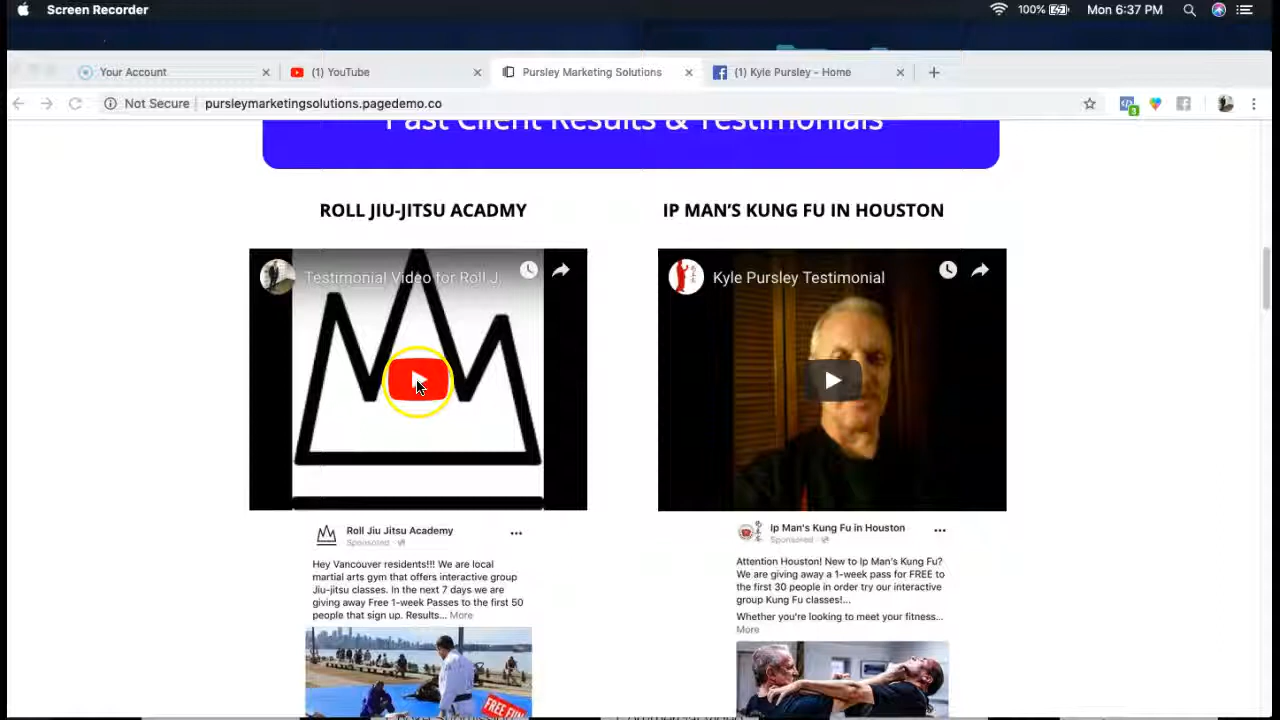 Screen Recorder
100%
Mon 6:37 PM
Your Account
(1) YouTube
Pursley Marketing Solutions
(1) Kyle Pursley - Home
Not Secure
pursleymarketingsolutions.pagedemo.co
3
Past Client Results & Testimonials
ROLL JIU-JITSU ACADMY
IP MAN'S KUNG FU IN HOUSTON
Testimonial Video for Roll J...
Kyle Pursley Testimonial
Roll Jiu Jitsu Academy
Sponsored
Hey Vancouver residents!!! We are local
martial arts gym that offers interactive group
Jiu-jitsu classes. In the next 7 days we are
giving away Free 1-week Passes to the first 50
people that sign up. Results... More
FREE FUN
Ip Man's Kung Fu in Houston
Sponsored
Attention Houston! New to Ip Man's Kung Fu?
We are giving away a 1-week pass for FREE to
the first 30 people in order try our interactive
group Kung Fu classes!...
Whether you're looking to meet your fitness...
More